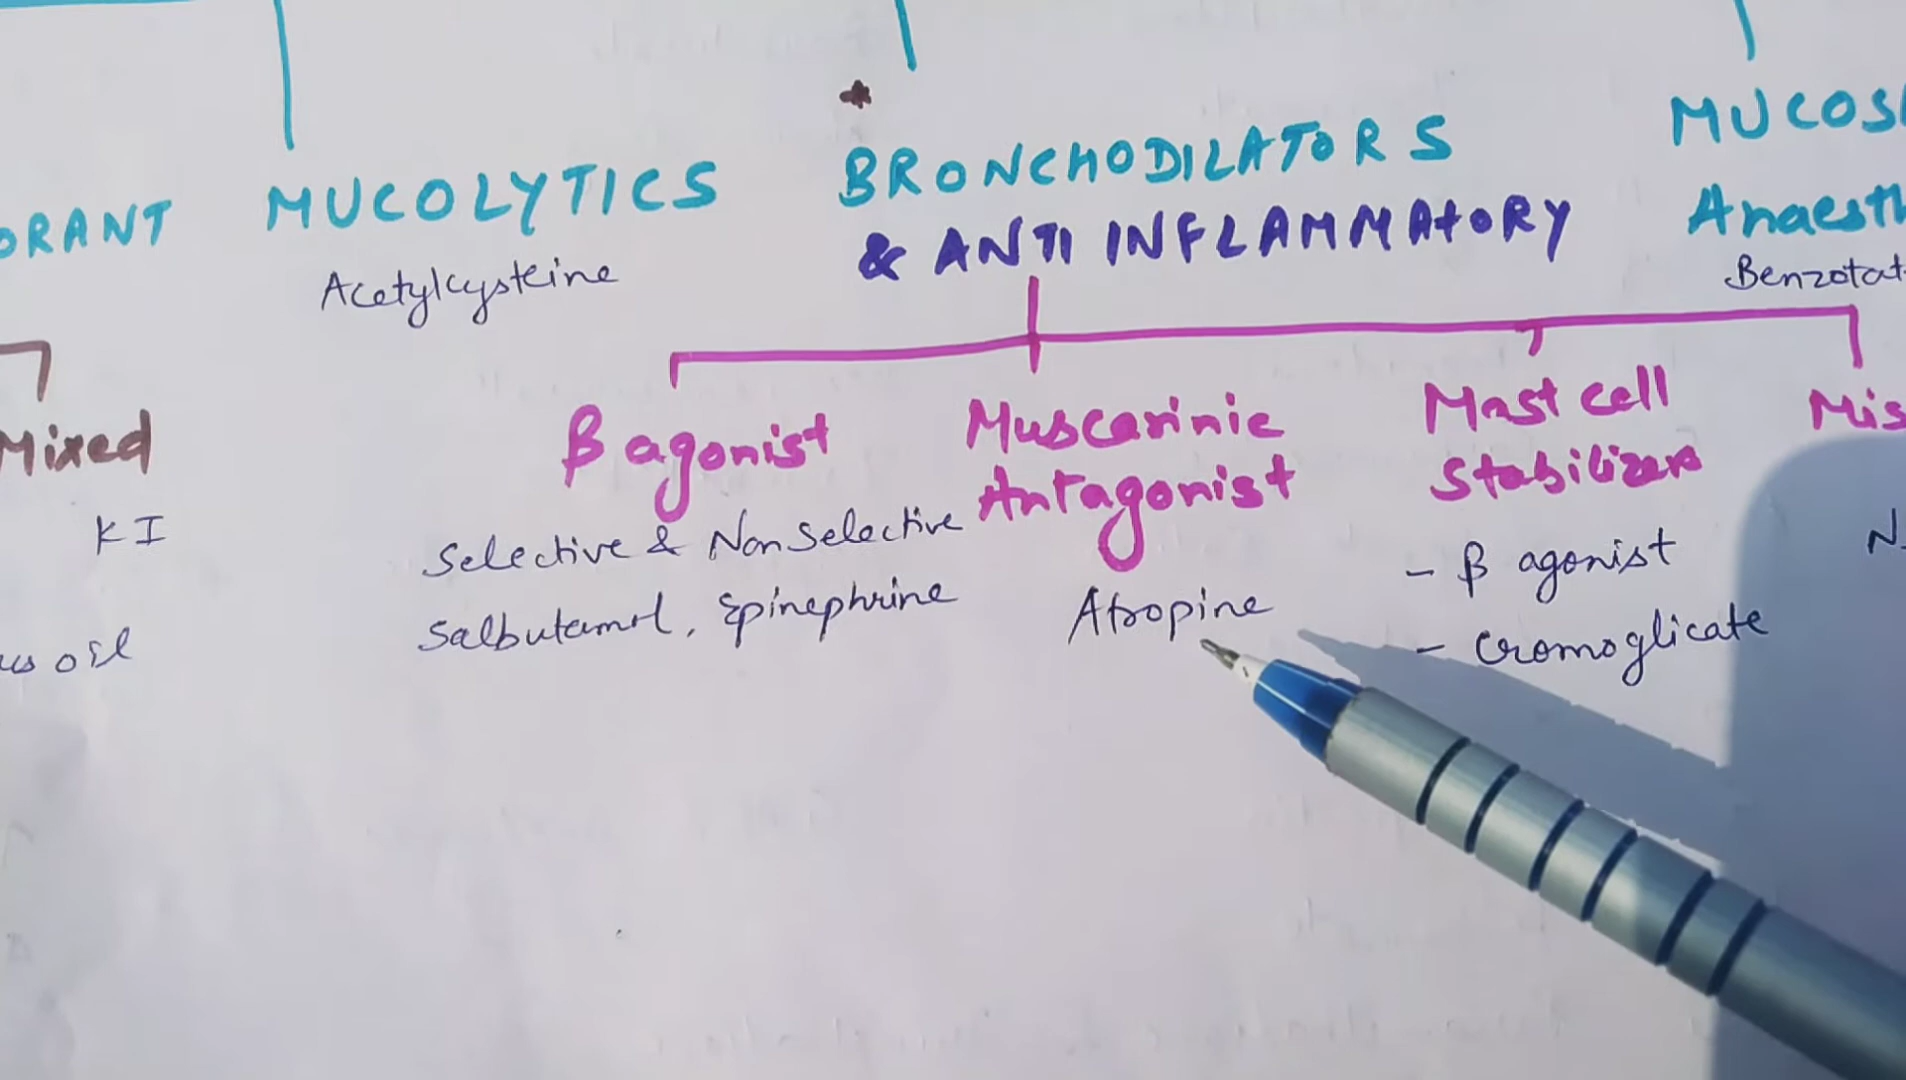 MUCOLYTICS
Acetylcysteine
BRONCHODILATORS
& ANTI INFLAMMATORY
Mixed
KI
oil
β agonist
Selective & Non Selective
Salbutamol, Epinephrine
Muscarinic
Antagonist
Atropine
Mast cell
Stabilizers
- β agonist
- Cromoglicate